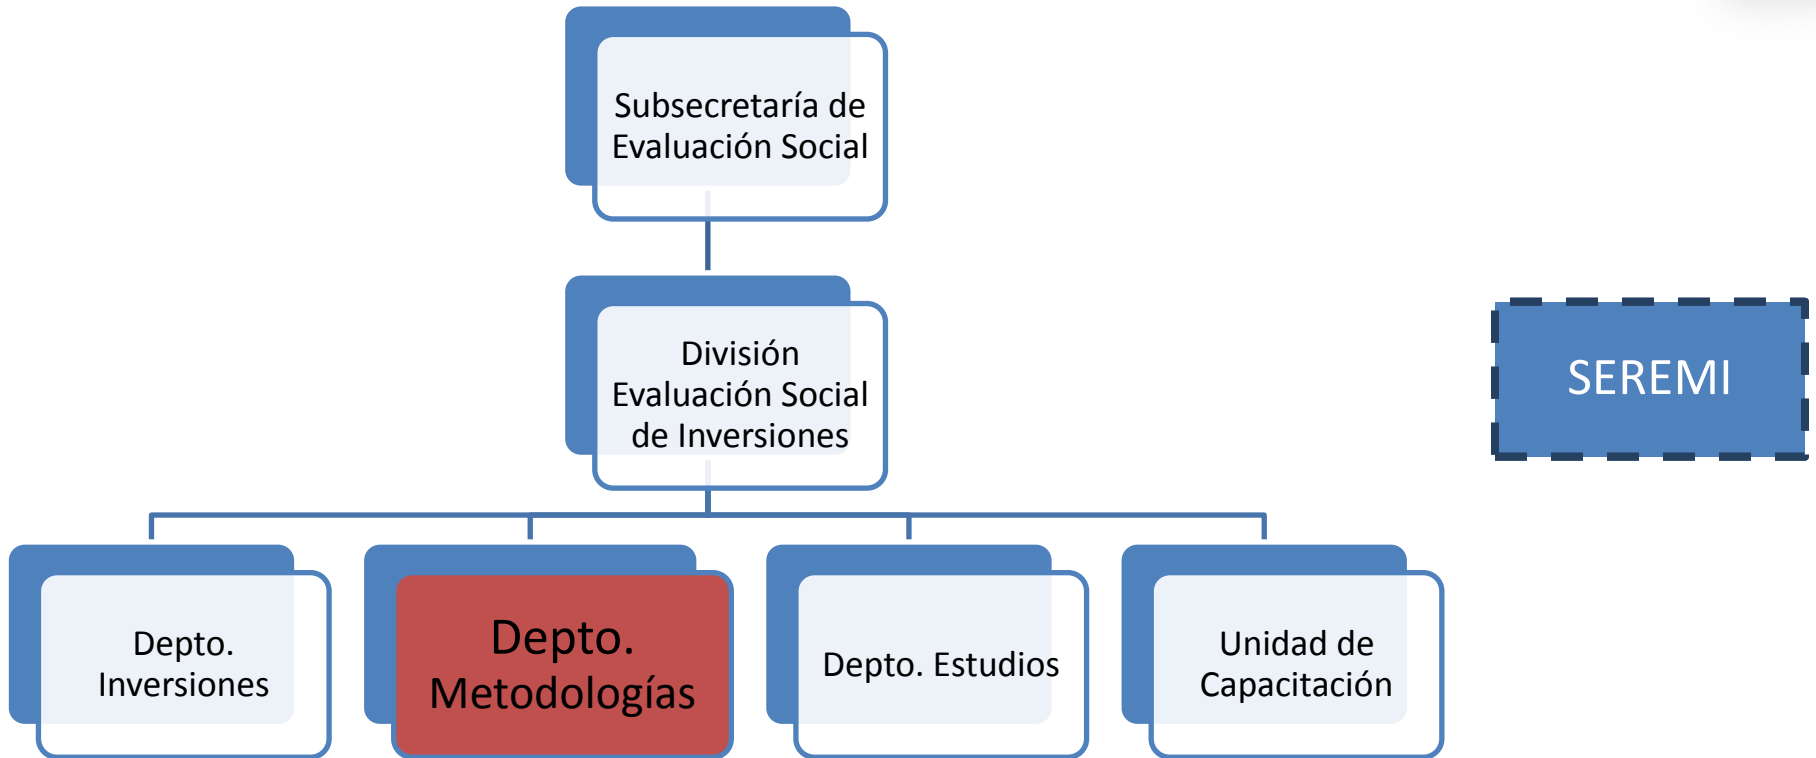 Subsecretaría de
Evaluación Social
División
Evaluación Social
de Inversiones
SEREMI
Depto.
Inversiones
Depto.
Metodologías
Depto. Estudios
Unidad de
Capacitación